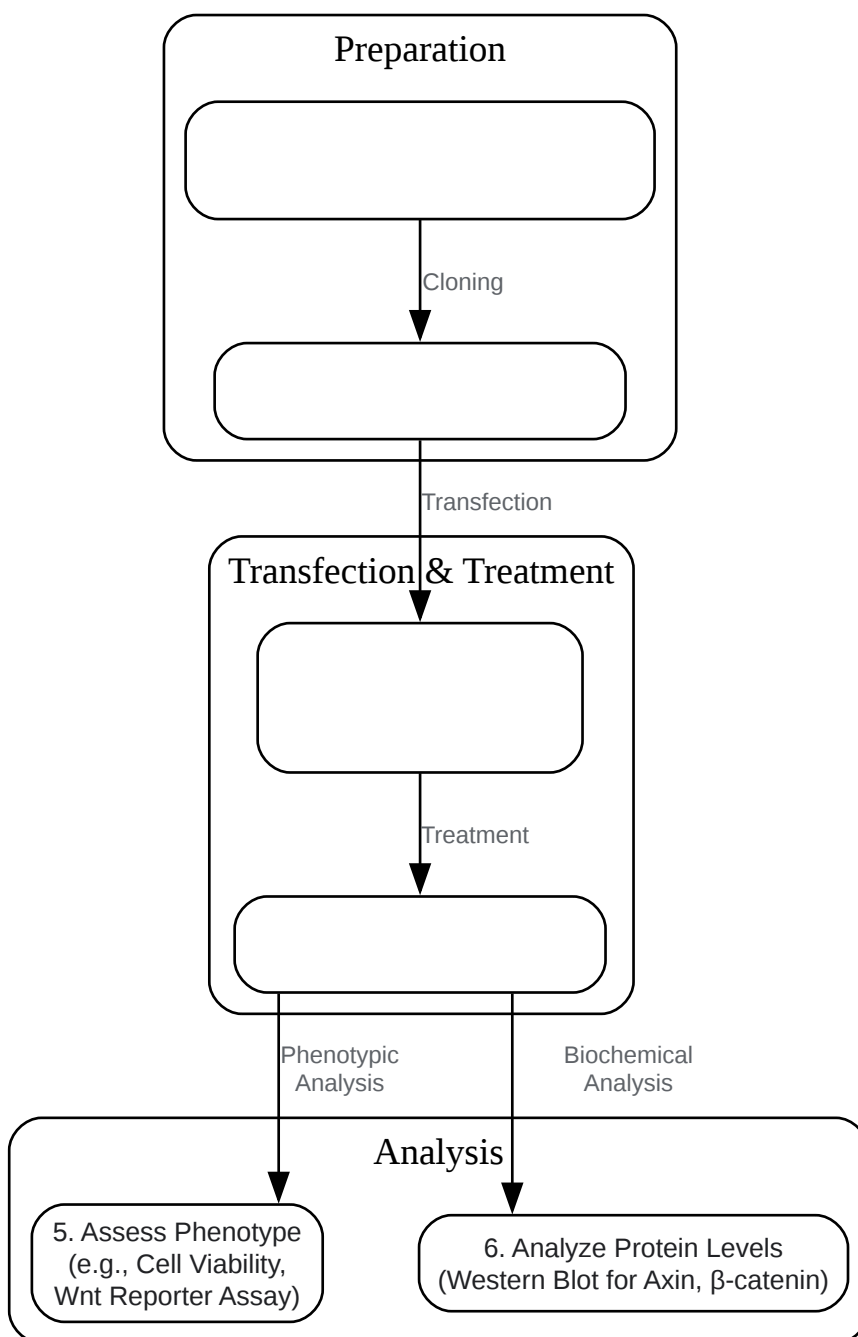 Preparation
Cloning
Transfection
Transfection & Treatment
Treatment
Phenotypic
Analysis
Biochemical
Analysis
Analysis
5. Assess Phenotype
(e.g., Cell Viability,
Wnt Reporter Assay)
6. Analyze Protein Levels
(Western Blot for Axin, β-catenin)